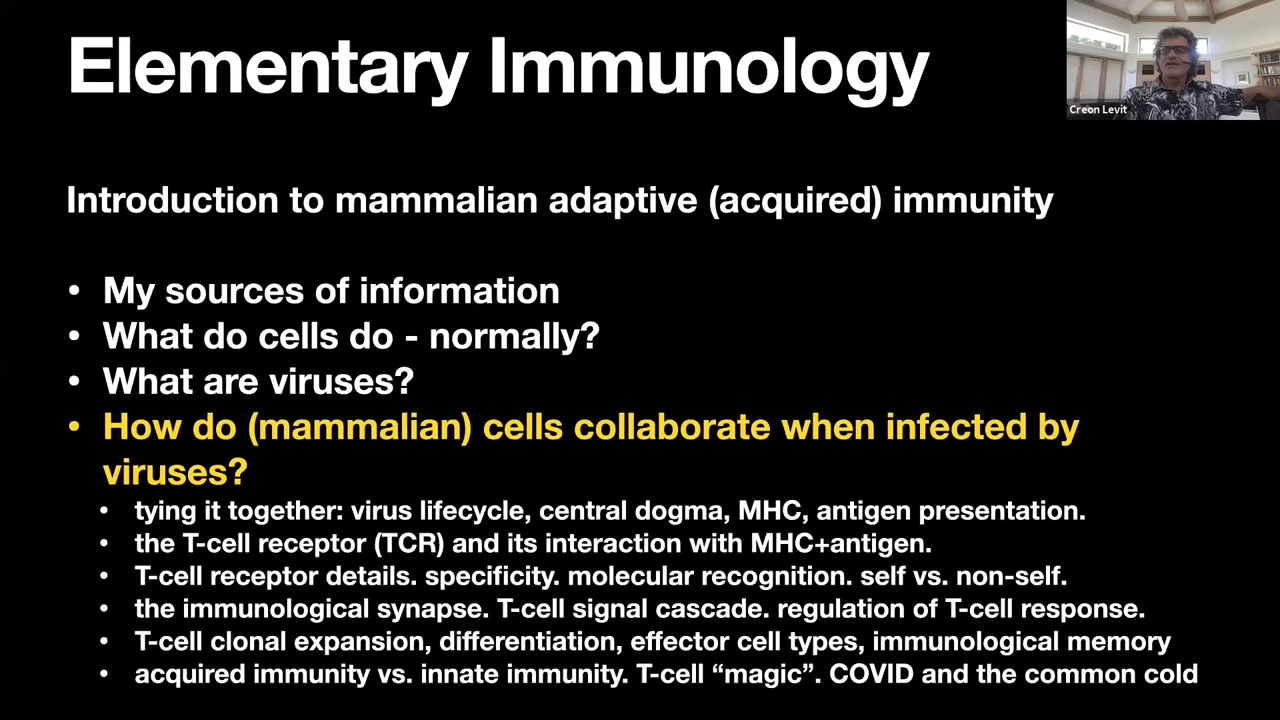 Elementary Immunology
Creon Levit
Introduction to mammalian adaptive (acquired) immunity
• My sources of information
• What do cells do - normally?
• What are viruses?
• How do (mammalian) cells collaborate when infected by
viruses?
• tying it together: virus lifecycle, central dogma, MHC, antigen presentation.
• the T-cell receptor (TCR) and its interaction with MHC+antigen.
• T-cell receptor details. specificity. molecular recognition. self vs. non-self.
• the immunological synapse. T-cell signal cascade. regulation of T-cell response.
• T-cell clonal expansion, differentiation, effector cell types, immunological memory
• acquired immunity vs. innate immunity. T-cell “magic”. COVID and the common cold